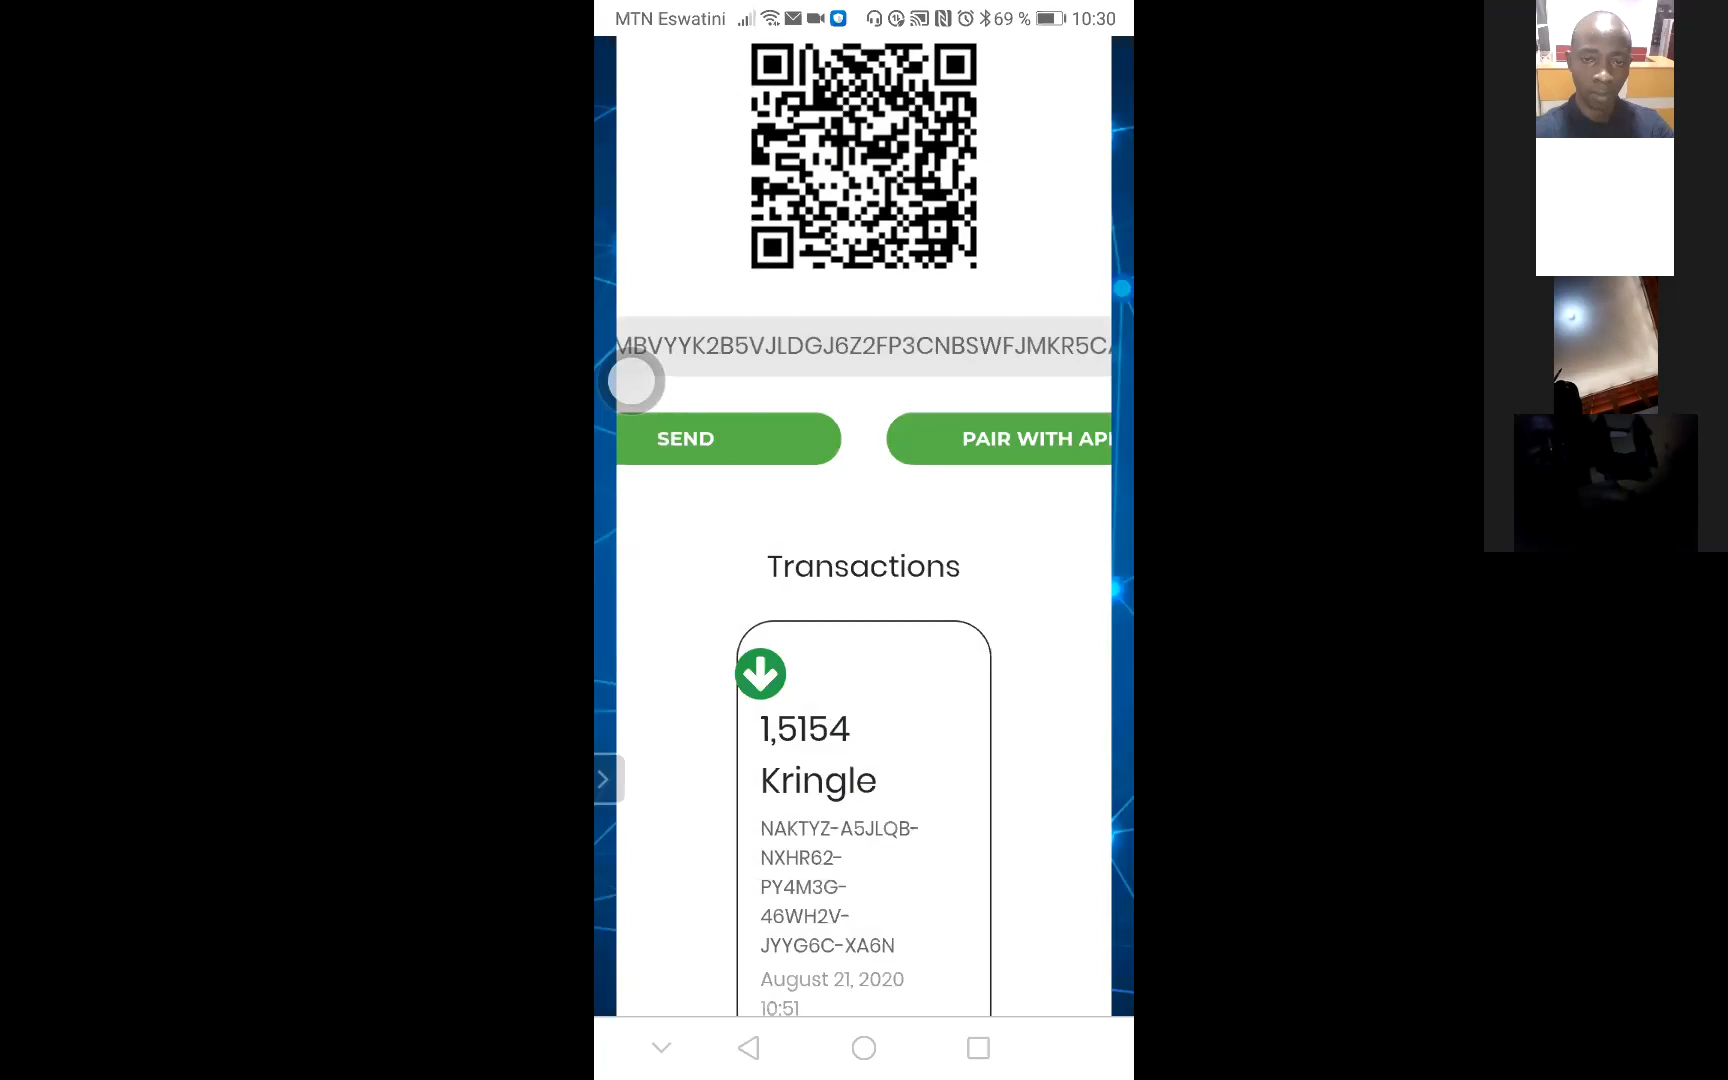 MTN Eswatini 69 % 10:30
MBVYYK2B5VJLDGJ6Z2FP3CNBSWFJMKR5CA
SEND PAIR WITH API
Transactions
1,5154
Kringle
NAKTYZ-A5JLQB-
NXHR62-
PY4M3G-
46WH2V-
JYYG6C-XA6N
August 21, 2020
10:51